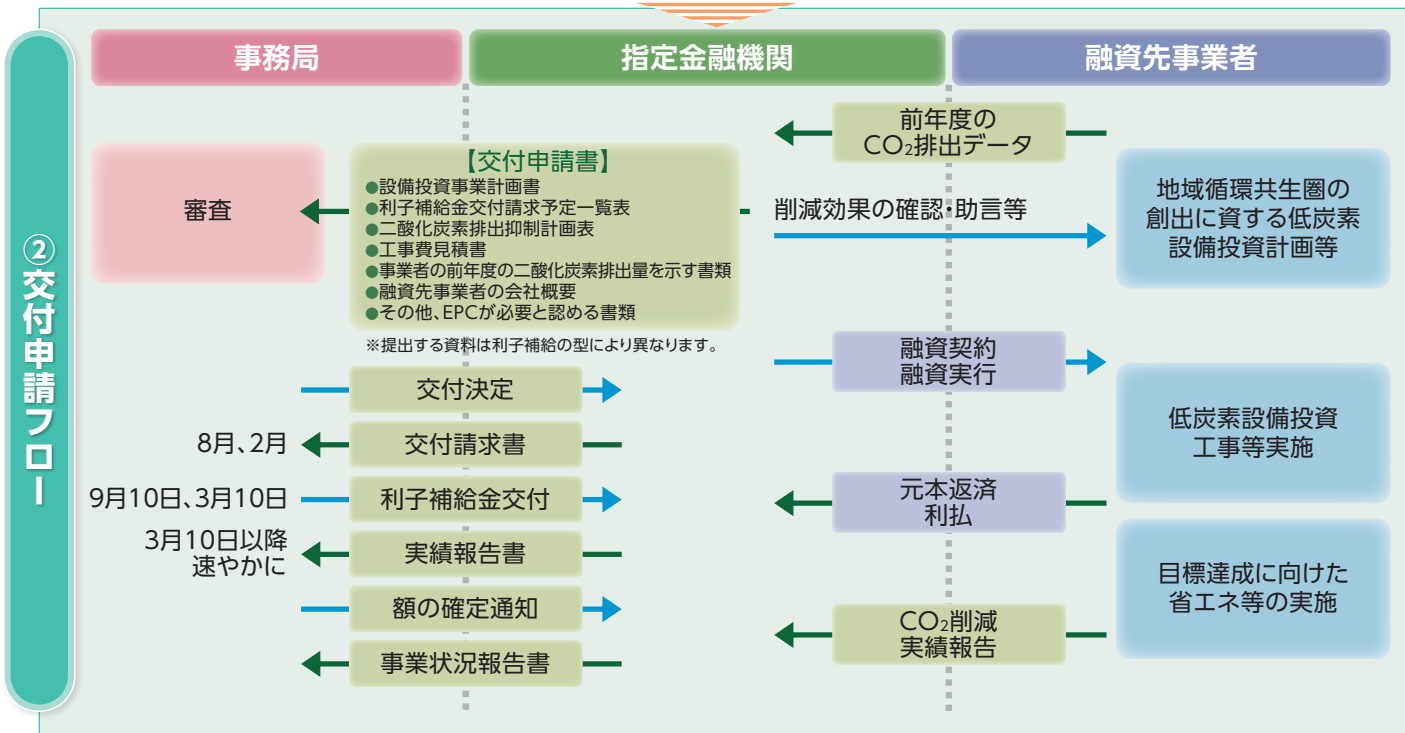 ②交付申請フロー
事務局
指定金融機関
融資先事業者
前年度の
CO₂排出データ
審査
【交付申請書】
●設備投資事業計画書
●利子補給金交付請求予定一覧表
●二酸化炭素排出抑制計画表
●工事費見積書
●事業者の前年度の二酸化炭素排出量を示す書類
●融資先事業者の会社概要
●その他、EPCが必要と認める書類
※提出する資料は利子補給の型により異なります。
削減効果の確認・助言等
地域循環共生圏の
創出に資する低炭素
設備投資計画等
融資契約
融資実行
交付決定
低炭素設備投資
工事等実施
8月、2月
交付請求書
9月10日、3月10日
利子補給金交付
元本返済
利払
3月10日以降
速やかに
実績報告書
目標達成に向けた
省エネ等の実施
額の確定通知
CO₂削減
実績報告
事業状況報告書